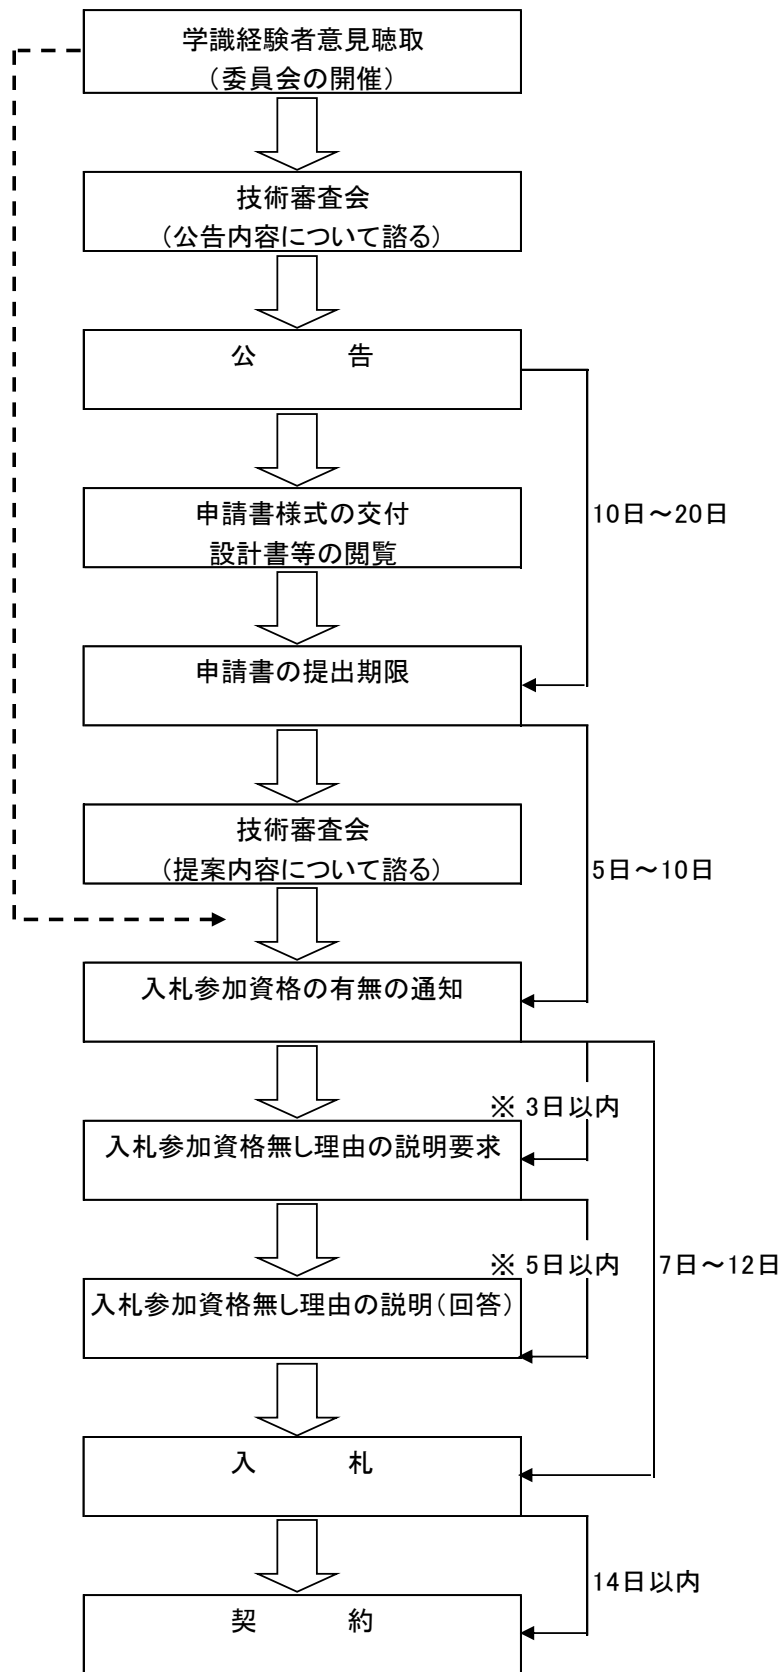 学識経験者意見聴取
（委員会の開催）
技術審査会
（公告内容について諮る）
公　　　告
申請書様式の交付
設計書等の閲覧
10日～20日
申請書の提出期限
技術審査会
（提案内容について諮る）
5日～10日
入札参加資格の有無の通知
※ 3日以内
入札参加資格無し理由の説明要求
※ 5日以内
7日～12日
入札参加資格無し理由の説明（回答）
入　　　札
14日以内
契　　　約